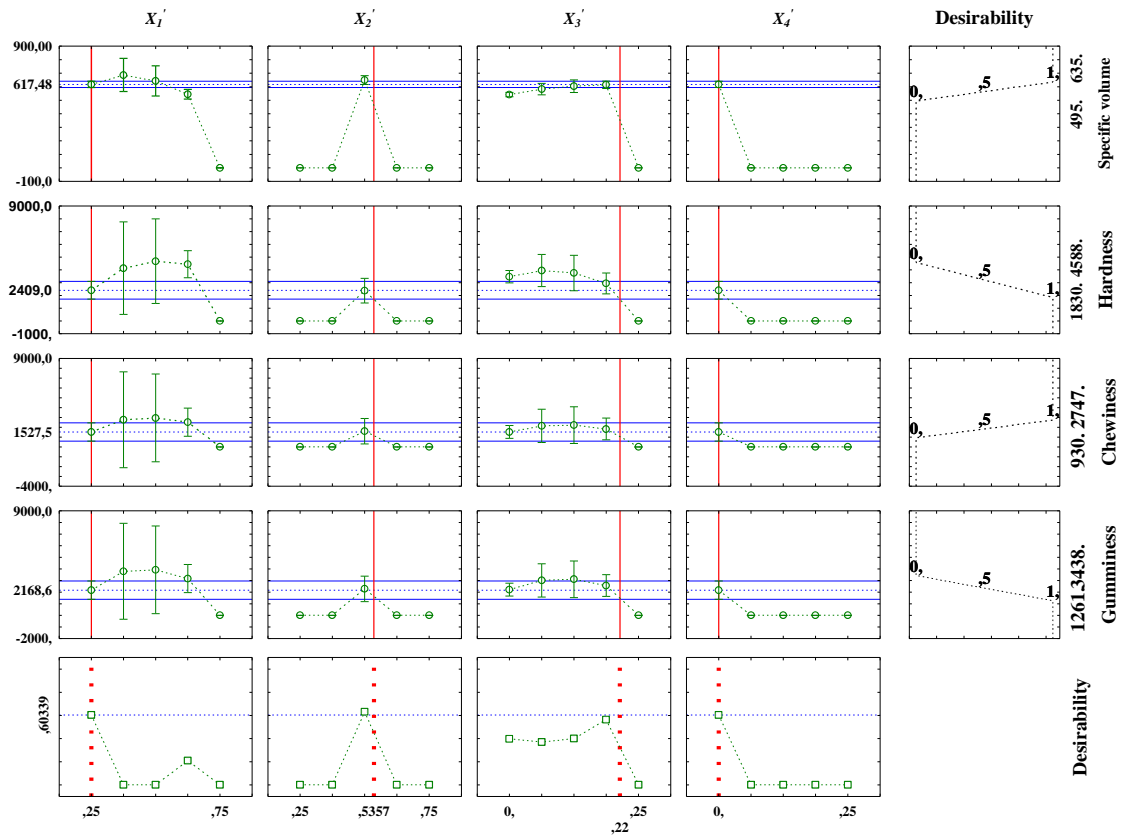 X₁′ X₂′ X₃′ X₄′ Desirability
900,00
617,48
-100,0
0, ,5 1,
495. 635.
Specific volume
9000,0
2409,0
-1000,
0, ,5 1,
1830. 4588.
Hardness
9000,0
1527,5
-4000,
0, ,5 1,
930. 2747.
Chewiness
9000,0
2168,6
-2000,
0, ,5 1,
1261.3438.
Gumminess
,60339
Desirability
,25 ,75 ,25 ,5357 ,75 0, ,25 0, ,25
,22